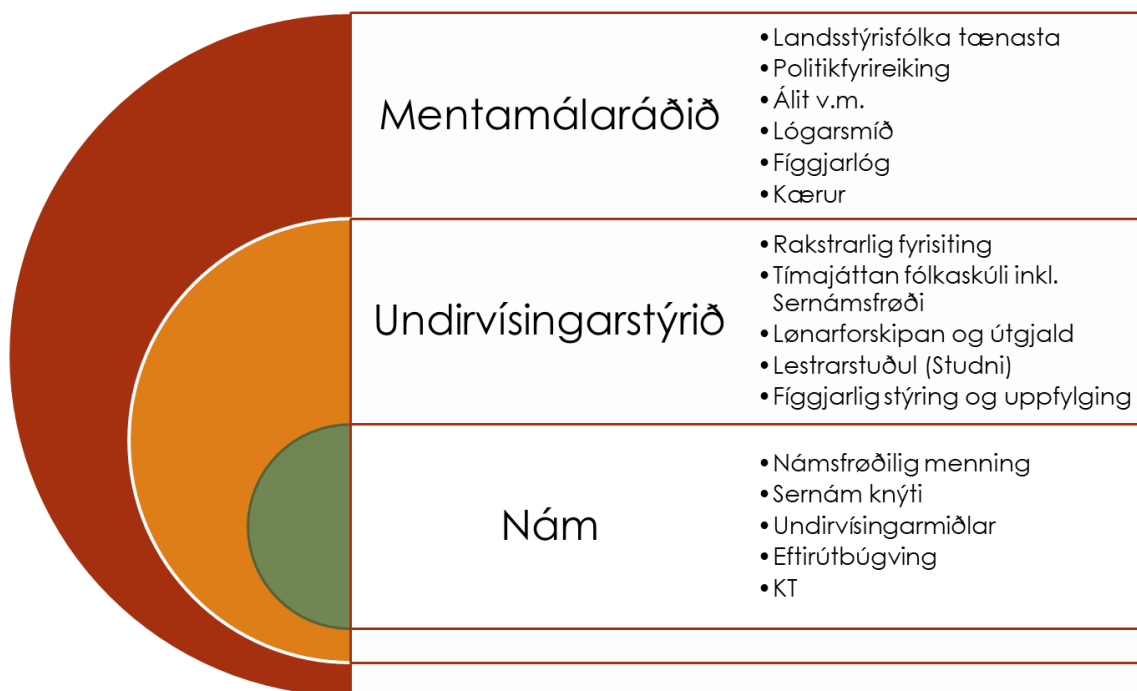 Mentamálaráðið
•Landsstýrisfólka tænasta
•Politikfyrireiking
•Álit v.m.
•Lógarsmíð
•Fíggjarlóg
•Kærur
Undirvísingarstýrið
•Rakstrarlig fyrisiting
•Tímajáttan fólkaskúli inkl.
Sernámsfrøði
•Lønarforskipan og útgjald
•Lestrarstuðul (Studni)
•Fíggjarlig stýring og uppfylging
Nám
•Námsfrøðilig menning
•Sernám knýti
•Undirvísingarmiðlar
•Eftirútbúgving
•KT